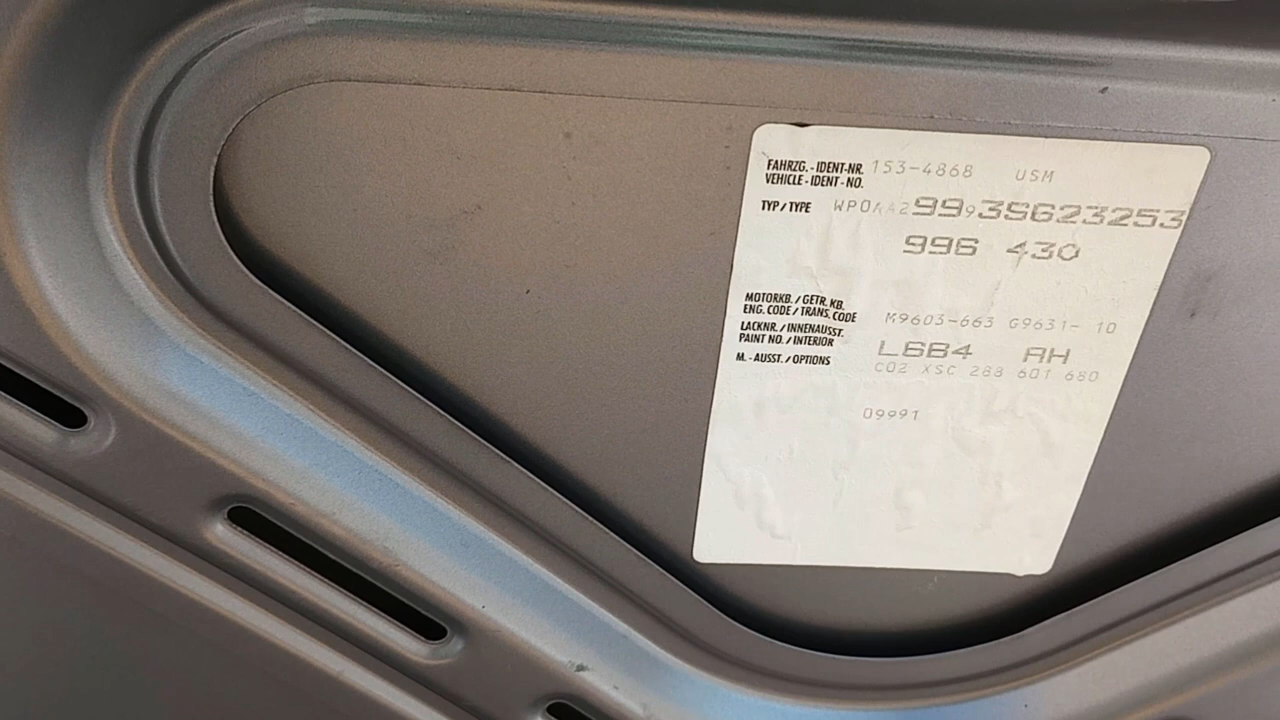 FAHRZG. - IDENT-NR. 153-4868 USM
VEHICLE - IDENT - NO.
TYP / TYPE WP0AA29993S623253
996 430
MOTORKB. / GETR. KB.
ENG. CODE / TRANS. CODE M9603-663 G9631- 10
LACKNR. / INNENAUSST.
PAINT NO. / INTERIOR L6B4 AH
M. - AUSST. / OPTIONS C02 XSC 288 601 680
09991